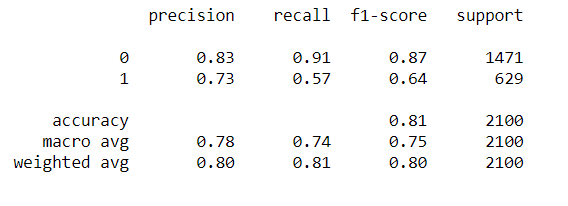 precision recall f1-score support
0 0.83 0.91 0.87 1471
1 0.73 0.57 0.64 629
accuracy 0.81 2100
macro avg 0.78 0.74 0.75 2100
weighted avg 0.80 0.81 0.80 2100